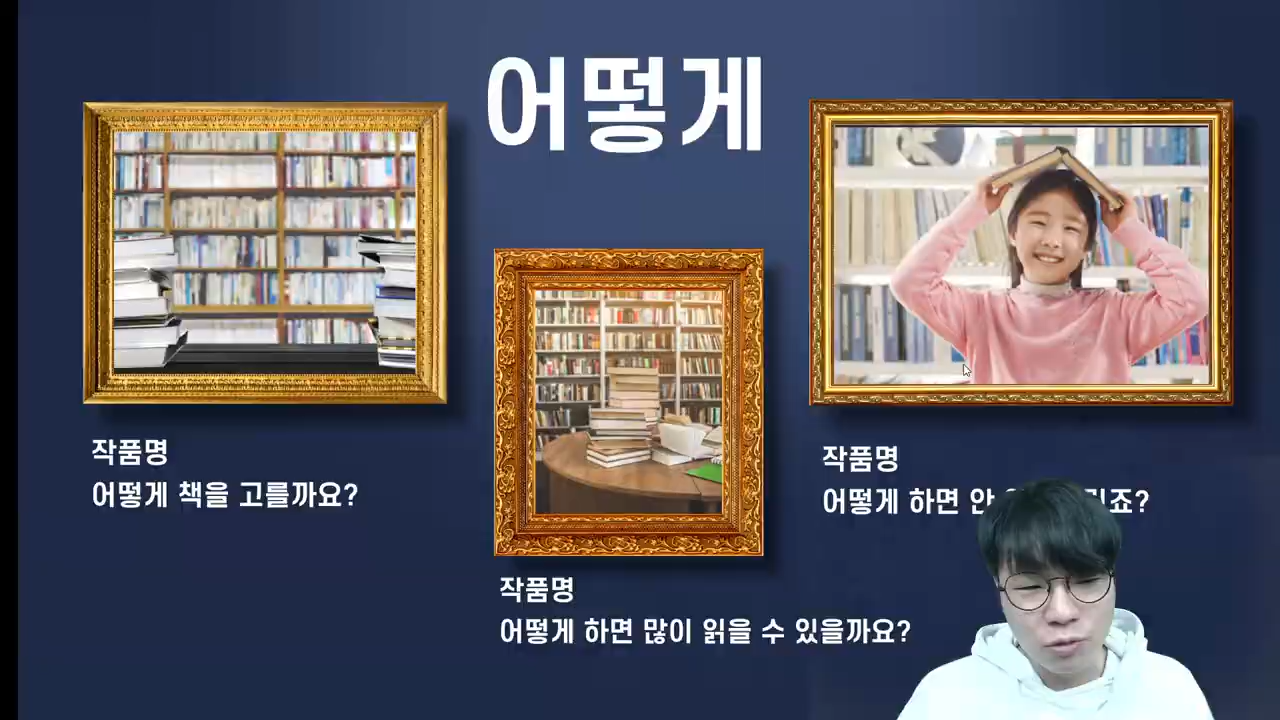 어떻게
작품명
어떻게 책을 고를까요?
작품명
어떻게 하면 많이 읽을 수 있을까요?
작품명
어떻게 하면 안